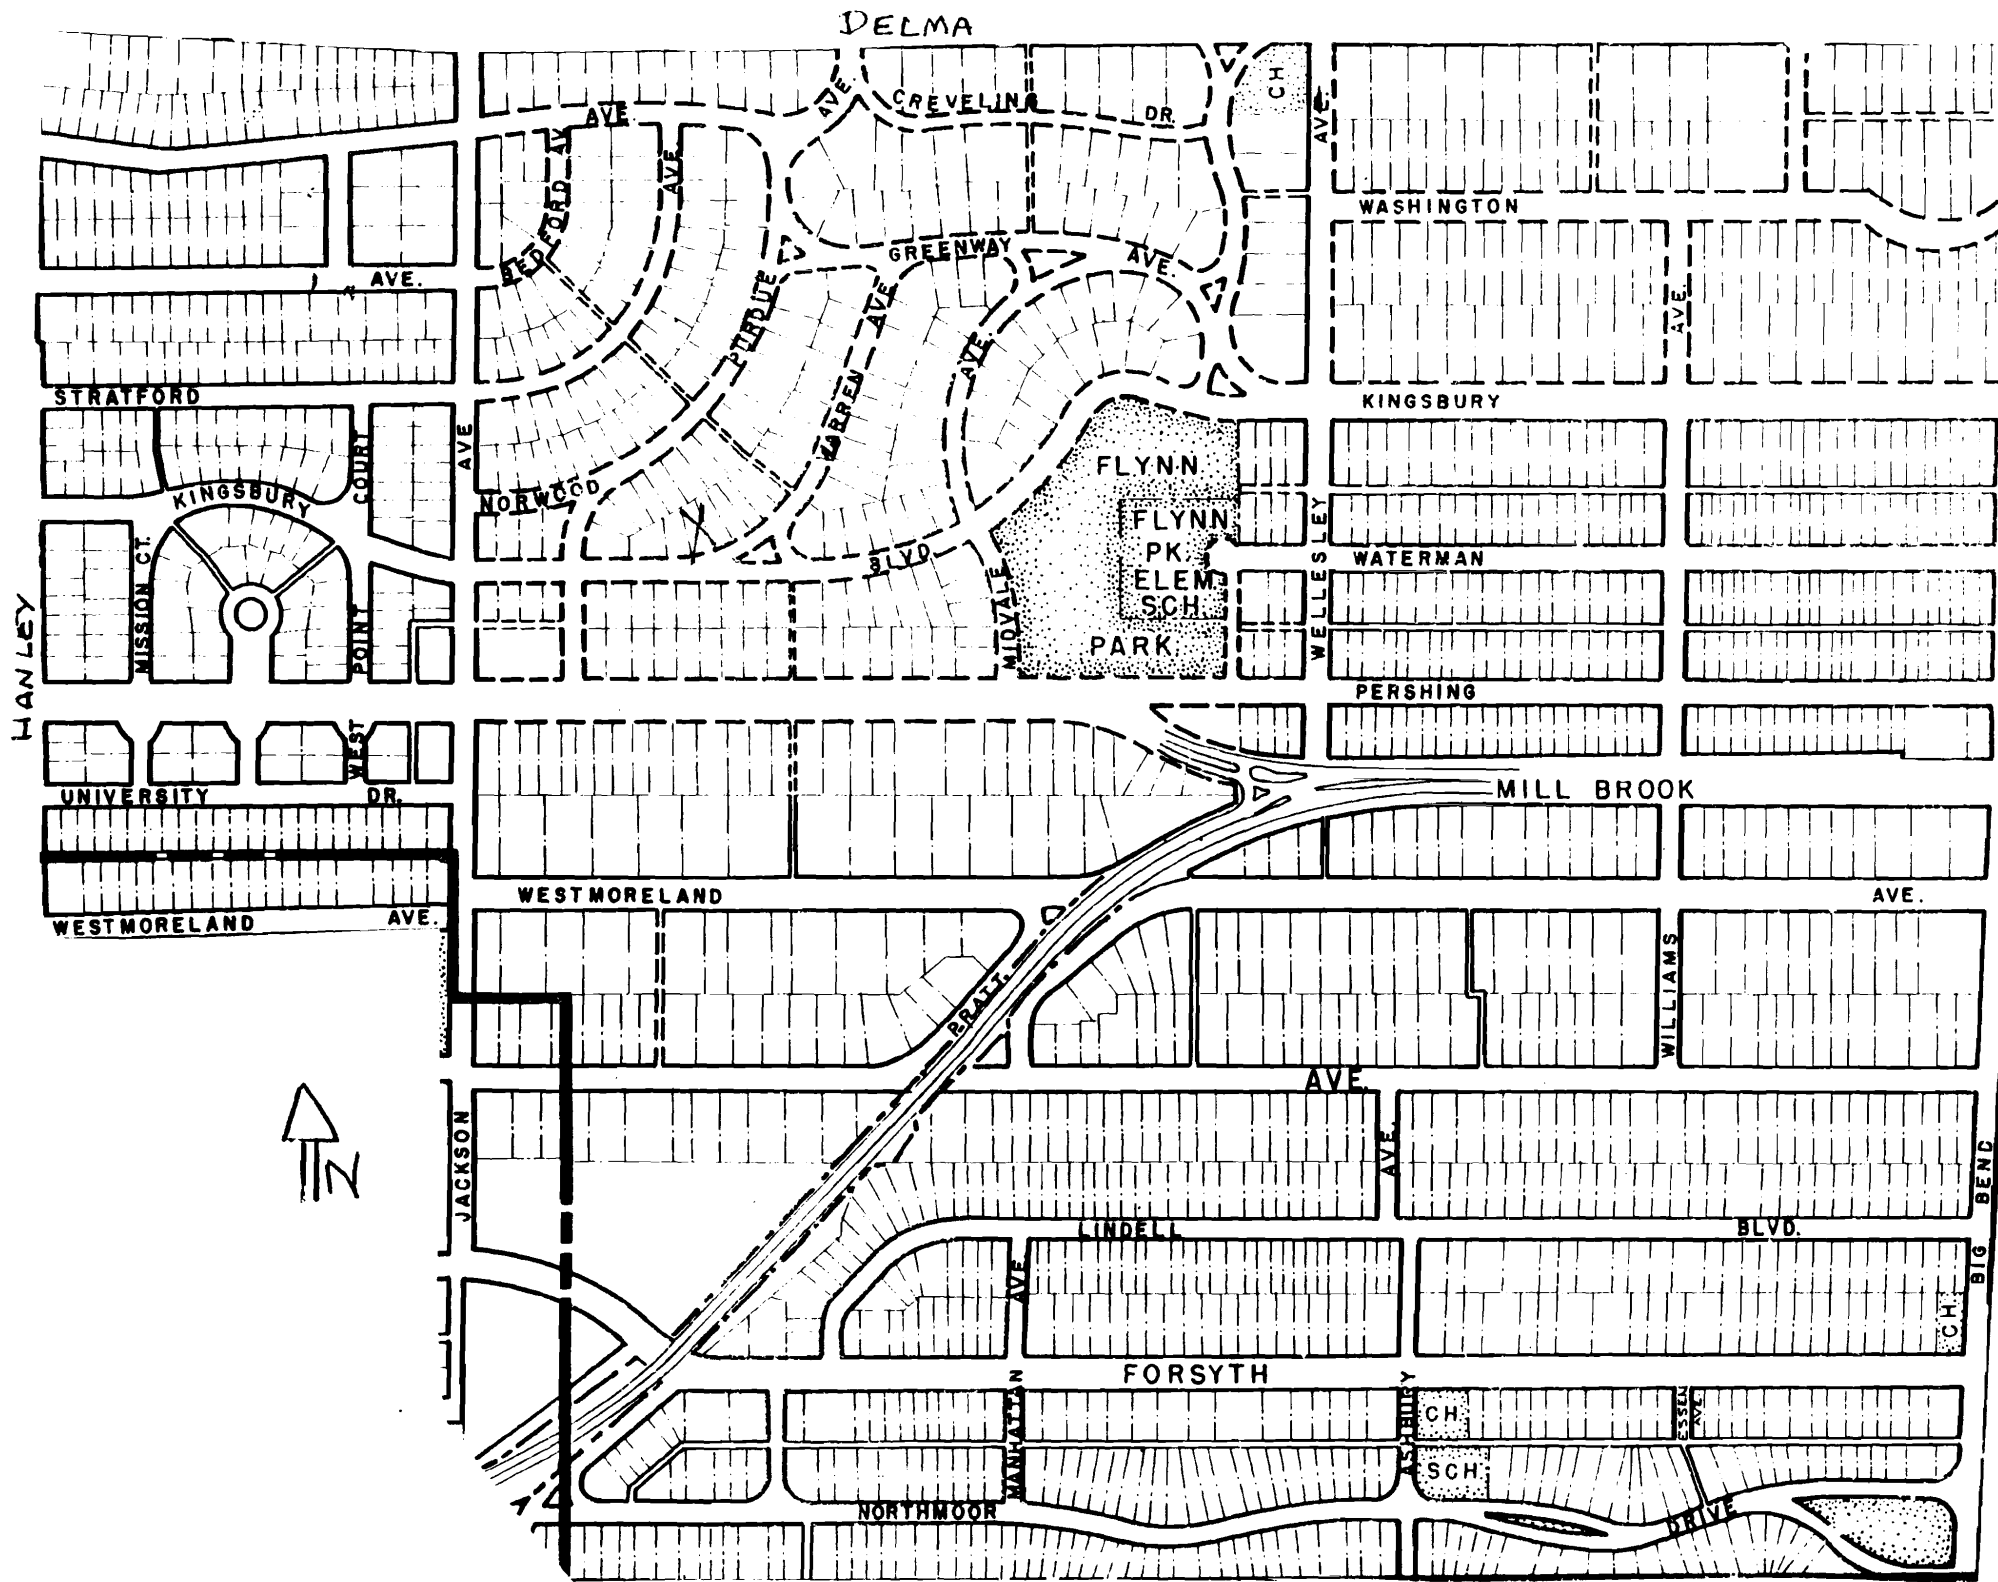 DELMA
CREVELING
DR.
AVE.
AVE.
CH
AVE.
BEDFORD AV
AVE.
WASHINGTON
GREENWAY
AVE.
AVE.
PURDUE
WARREN AVE.
AVE.
AVE.
STRATFORD
KINGSBURY
COURT
AVE
KINGSBURY
NORWOOD
FLYNN
FLYNN
PK.
ELEM.
SCH.
PARK
BLVD.
MIDVALE
WELLESLEY
WATERMAN
HANLEY
MISSION CT.
POINT
WEST
PERSHING
UNIVERSITY
DR.
MILL BROOK
WESTMORELAND
AVE.
WESTMORELAND
AVE.
WILLIAMS
PRATT.
AVE.
N
JACKSON
AVE.
BIG BEND
LINDELL
BLVD.
AVE.
CH
FORSYTH
MANHATTAN
ASHBURY
CH.
ESSEX AVE.
SCH.
NORTHMOOR
DRIVE